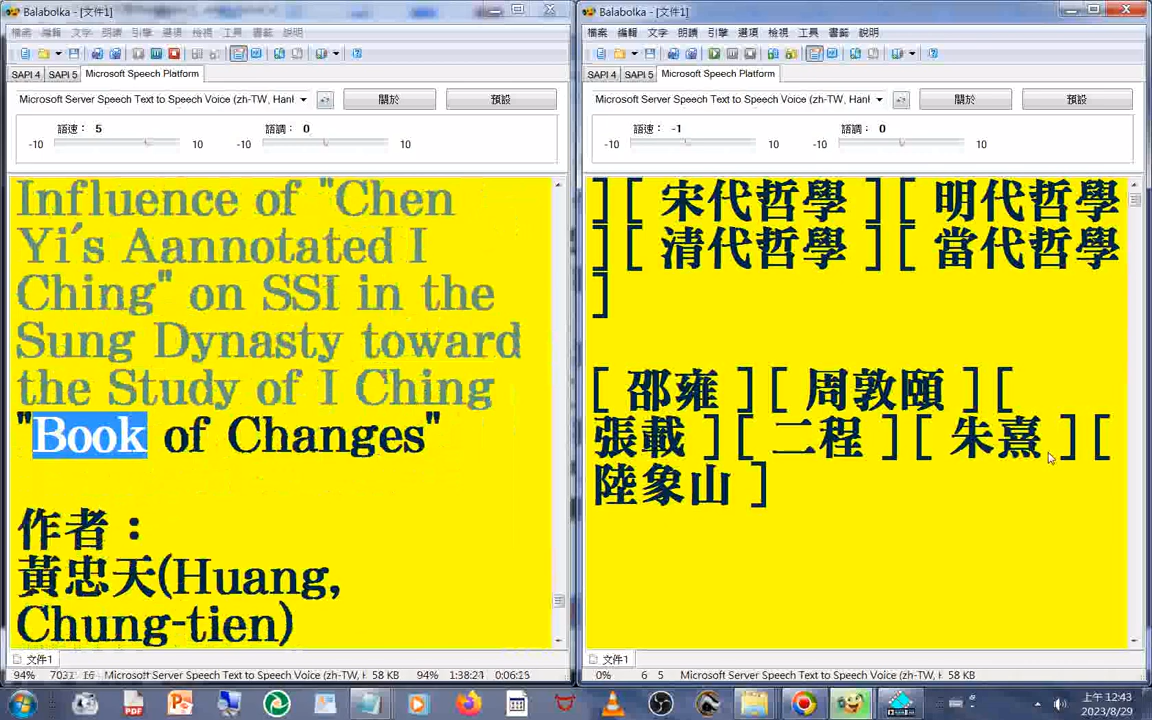 Balabolka - [文件1]
檔案 編輯 文字 朗讀 引擎 選項 檢視 工具 書籤 說明
SAPI 4 SAPI 5 Microsoft Speech Platform
Microsoft Server Speech Text to Speech Voice (zh-TW, Hanl
關於 預設
語速： 5 語調： 0
-10 10 -10 10
Influence of "Chen
Yi's Aannotated I
Ching" on SSI in the
Sung Dynasty toward
the Study of I Ching
"Book of Changes"
作者：
黃忠天(Huang,
Chung-tien)
文件1
94% Microsoft Server Speech Text to Speech Voice (zh-TW, H 58 KB 94% 1:38:24
Balabolka - [文件1]
檔案 編輯 文字 朗讀 引擎 選項 檢視 工具 書籤 說明
SAPI 4 SAPI 5 Microsoft Speech Platform
Microsoft Server Speech Text to Speech Voice (zh-TW, Hanl
關於 預設
語速： -1 語調： 0
-10 10 -10 10
][ 宋代哲學 ][ 明代哲學
][ 清代哲學 ][ 當代哲學
]
[ 邵雍 ][ 周敦頤 ][
張載 ][ 二程 ][ 朱熹 ][
陸象山 ]
文件1
0% 6 5 Microsoft Server Speech Text to Speech Voice (zh-TW, H 58 KB
上午 12:43
2023/8/29